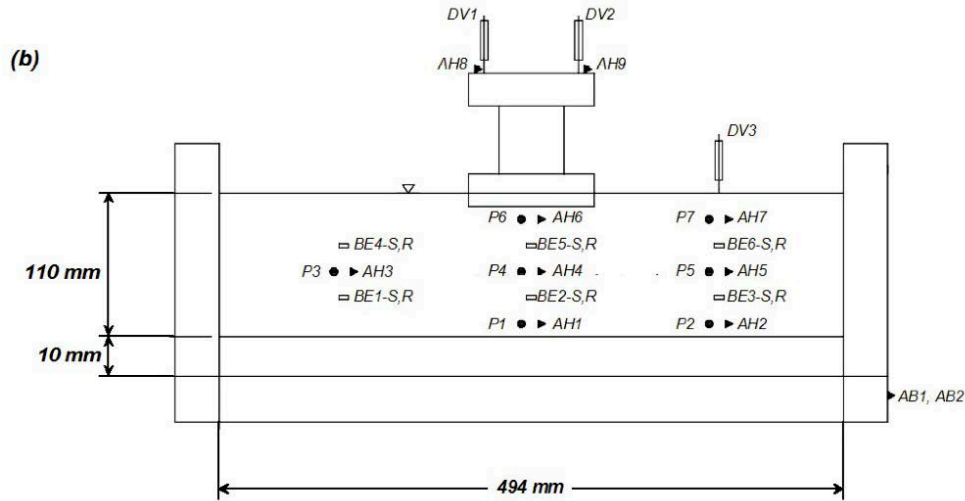 DV1 DV2
(b)
AH8 AH9
DV3
P6 AH6 P7 AH7
BE4-S,R BE5-S,R BE6-S,R
110 mm P3 AH3 P4 AH4 P5 AH5
BE1-S,R BE2-S,R BE3-S,R
P1 AH1 P2 AH2
10 mm
AB1, AB2
494 mm